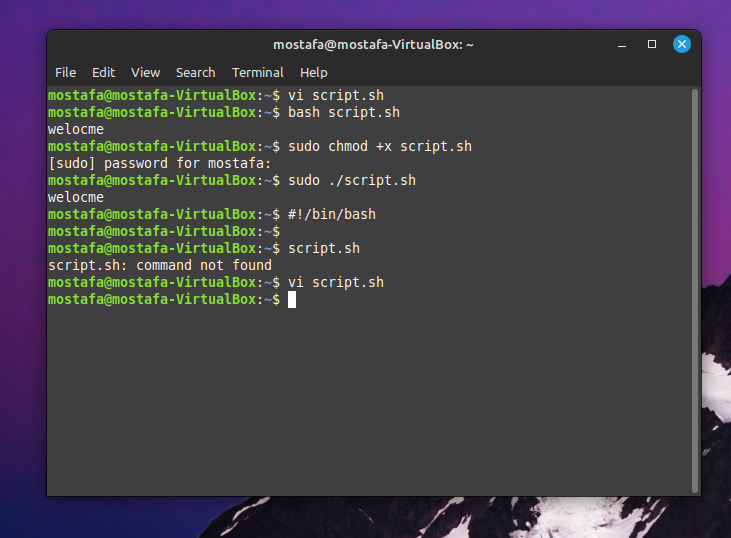 mostafa@mostafa-VirtualBox: ~
File Edit View Search Terminal Help
mostafa@mostafa-VirtualBox:~$ vi script.sh
mostafa@mostafa-VirtualBox:~$ bash script.sh
welocme
mostafa@mostafa-VirtualBox:~$ sudo chmod +x script.sh
[sudo] password for mostafa:
mostafa@mostafa-VirtualBox:~$ sudo ./script.sh
welocme
mostafa@mostafa-VirtualBox:~$ #!/bin/bash
mostafa@mostafa-VirtualBox:~$
mostafa@mostafa-VirtualBox:~$ script.sh
script.sh: command not found
mostafa@mostafa-VirtualBox:~$ vi script.sh
mostafa@mostafa-VirtualBox:~$